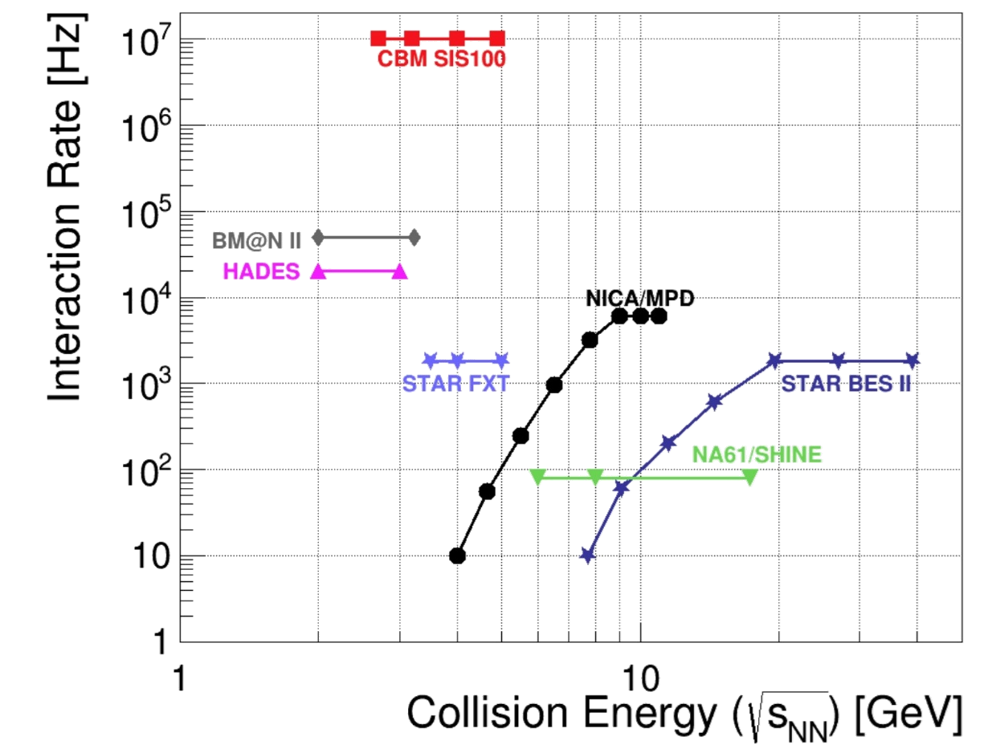 Interaction Rate [Hz]
10⁷
10⁶
10⁵
10⁴
10³
10²
10
1
CBM SIS100
BM@N II
HADES
NICA/MPD
STAR FXT
STAR BES II
NA61/SHINE
1
10
Collision Energy (√s_NN) [GeV]